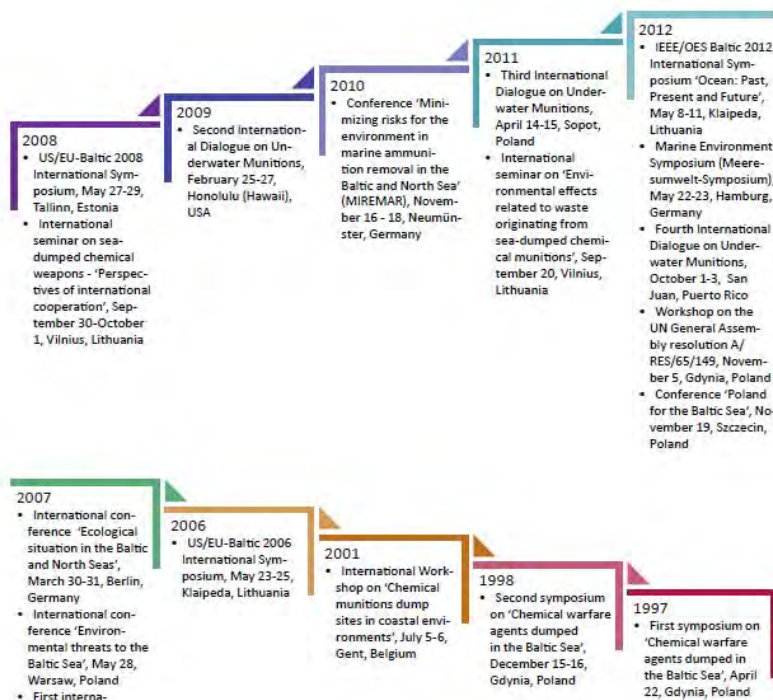 2008
• US/EU-Baltic 2008
International Sym-
posium, May 27-29,
Tallinn, Estonia
• International
seminar on sea-
dumped chemical
weapons - 'Perspec-
tives of international
cooperation', Sep-
tember 30-October
1, Vilnius, Lithuania
2009
• Second Internation-
al Dialogue on Un-
derwater Munitions,
February 25-27,
Honolulu (Hawaii),
USA
2010
• Conference 'Mini-
mizing risks for the
environment in
marine ammuni-
tion removal in the
Baltic and North Sea'
(MIREMAR), Novem-
ber 16 - 18, Neumün-
ster, Germany
2011
• Third International
Dialogue on Under-
water Munitions,
April 14-15, Sopot,
Poland
• International
seminar on 'Envi-
ronmental effects
related to waste
originating from
sea-dumped chemi-
cal munitions', Sep-
tember 20, Vilnius,
Lithuania
2012
• IEEE/OES Baltic 2012
International Sym-
posium 'Ocean: Past,
Present and Future',
May 8-11, Klaipeda,
Lithuania
• Marine Environment
Symposium (Meere-
sumwelt-Symposium),
May 22-23, Hamburg,
Germany
• Fourth International
Dialogue on Under-
water Munitions,
October 1-3, San
Juan, Puerto Rico
• Workshop on the
UN General Assem-
bly resolution A/
RES/65/149, Novem-
ber 5, Gdynia, Poland
• Conference 'Poland
for the Baltic Sea', No-
vember 19, Szczecin,
Poland
2007
• International con-
ference 'Ecological
situation in the Baltic
and North Seas',
March 30-31, Berlin,
Germany
• International con-
ference 'Environ-
mental threats to the
Baltic Sea', May 28,
Warsaw, Poland
• First interna-
2006
• US/EU-Baltic 2006
International Sym-
posium, May 23-25,
Klaipeda, Lithuania
2001
• International Work-
shop on 'Chemical
munitions dump
sites in coastal envi-
ronments', July 5-6,
Gent, Belgium
1998
• Second symposium
on 'Chemical warfare
agents dumped
in the Baltic Sea',
December 15-16,
Gdynia, Poland
1997
• First symposium on
'Chemical warfare
agents dumped in
the Baltic Sea', April
22, Gdynia, Poland